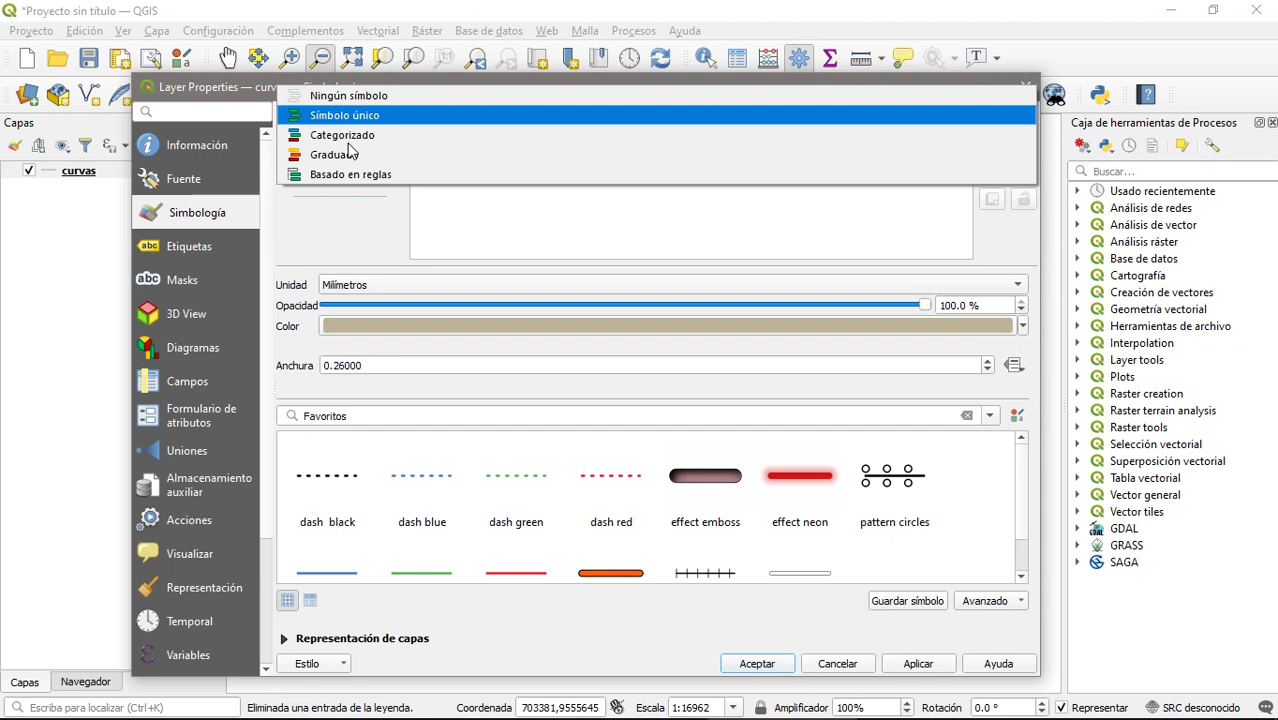 *Proyecto sin título — QGIS
Proyecto Edición Ver Capa Configuración Complementos Vectorial Ráster Base de datos Web Malla Procesos Ayuda
Capas
curvas
Capas Navegador
Layer Properties — curv
Información
Fuente
Simbología
Etiquetas
abc
Masks
abc
3D View
Diagramas
Campos
Formulario de
atributos
Uniones
Almacenamiento
auxiliar
Acciones
Visualizar
Representación
Temporal
Variables
Ningún símbolo
Símbolo único
Categorizado
Graduado
Basado en reglas
Unidad Milímetros
Opacidad 100.0 %
Color
Anchura 0.26000
Favoritos
dash black dash blue dash green dash red effect emboss effect neon pattern circles
Guardar símbolo Avanzado
Representación de capas
Estilo Aceptar Cancelar Aplicar Ayuda
Caja de herramientas de Procesos
Buscar...
Usado recientemente
Análisis de redes
Análisis de vector
Análisis ráster
Base de datos
Cartografía
Creación de vectores
Geometría vectorial
Herramientas de archivo
Interpolation
Layer tools
Plots
Raster creation
Raster terrain analysis
Raster tools
Selección vectorial
Superposición vectorial
Tabla vectorial
Vector general
Vector tiles
GDAL
GRASS
SAGA
Escriba para localizar (Ctrl+K) Eliminada una entrada de la leyenda. Coordenada 703381,9555645 Escala 1:16962 Amplificador 100% Rotación 0.0 ° Representar SRC desconocido